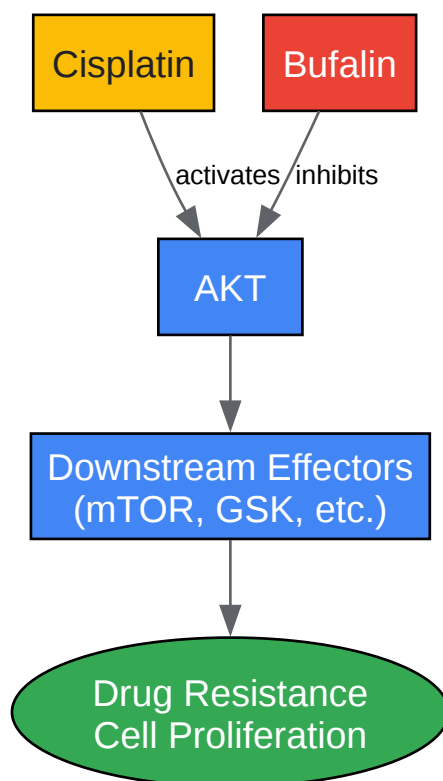 Cisplatin
Bufalin
activates
inhibits
AKT
Downstream Effectors
(mTOR, GSK, etc.)
Drug Resistance
Cell Proliferation